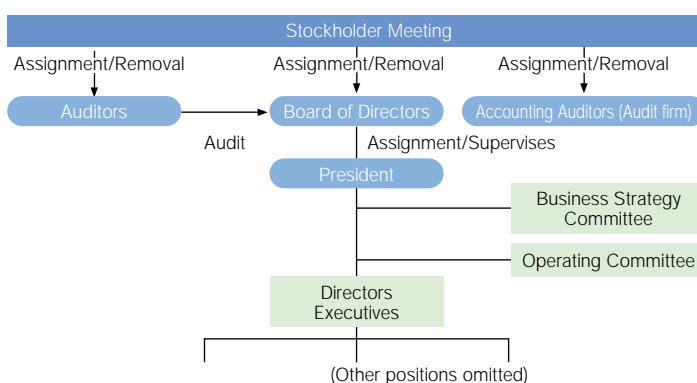 Stockholder Meeting
Assignment/Removal
Assignment/Removal
Assignment/Removal
Auditors
Board of Directors
Accounting Auditors (Audit firm)
Audit
Assignment/Supervises
President
Business Strategy
Committee
Operating Committee
Directors
Executives
(Other positions omitted)